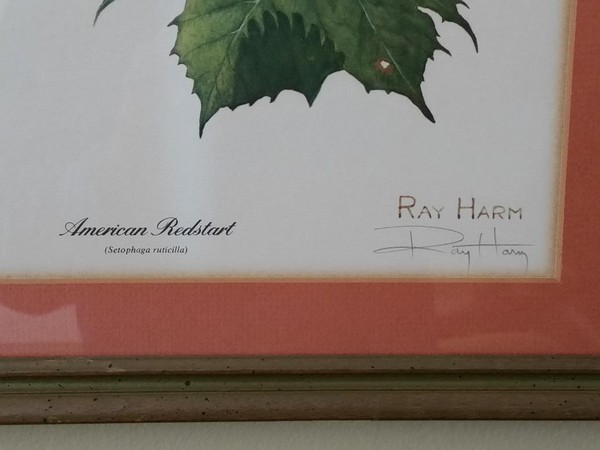 American Redstart
(Setophaga ruticilla)
RAY HARM
Ray Harm